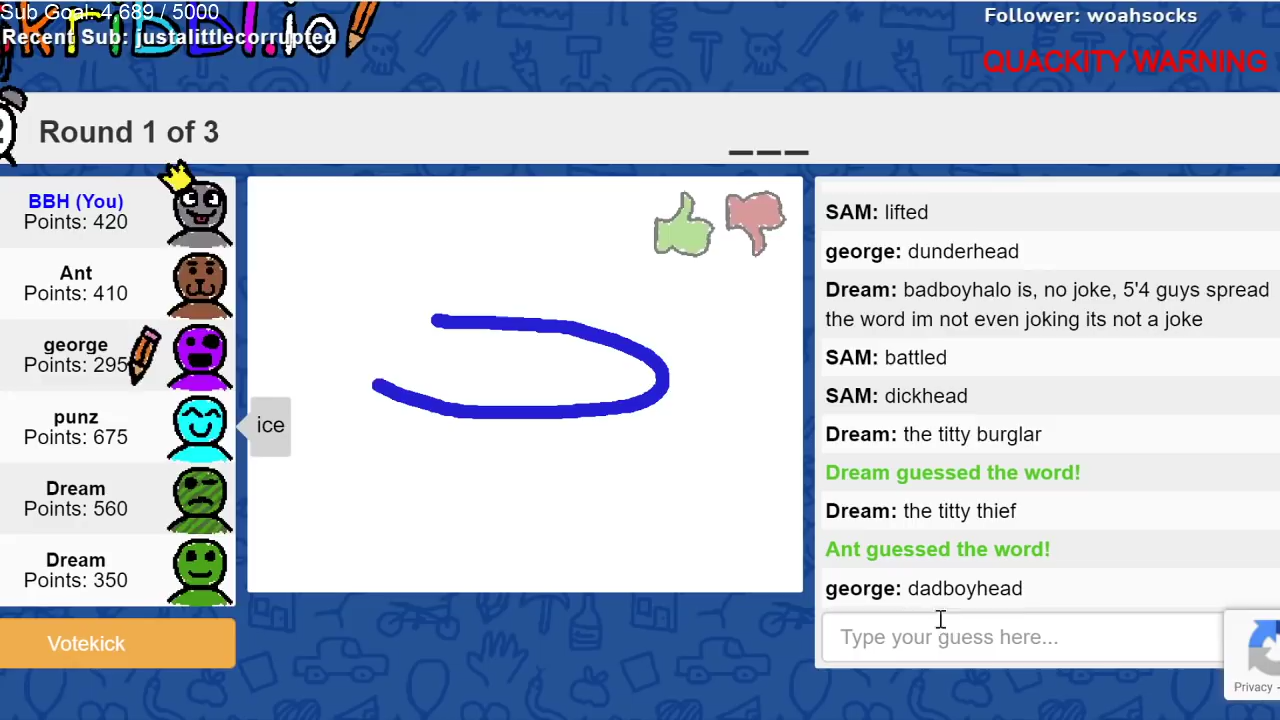 Sub Goal: 4,689 / 5000
Follower: woahsocks
Recent Sub: justalittlecorrupted
QUACKITY WARNING
Round 1 of 3
___
BBH (You)
Points: 420
Ant
Points: 410
george
Points: 295
punz
Points: 675
ice
Dream
Points: 560
Dream
Points: 350
Votekick
SAM: lifted
george: dunderhead
Dream: badboyhalo is, no joke, 5'4 guys spread
the word im not even joking its not a joke
SAM: battled
SAM: dickhead
Dream: the titty burglar
Dream guessed the word!
Dream: the titty thief
Ant guessed the word!
george: dadboyhead
Type your guess here...
Privacy -